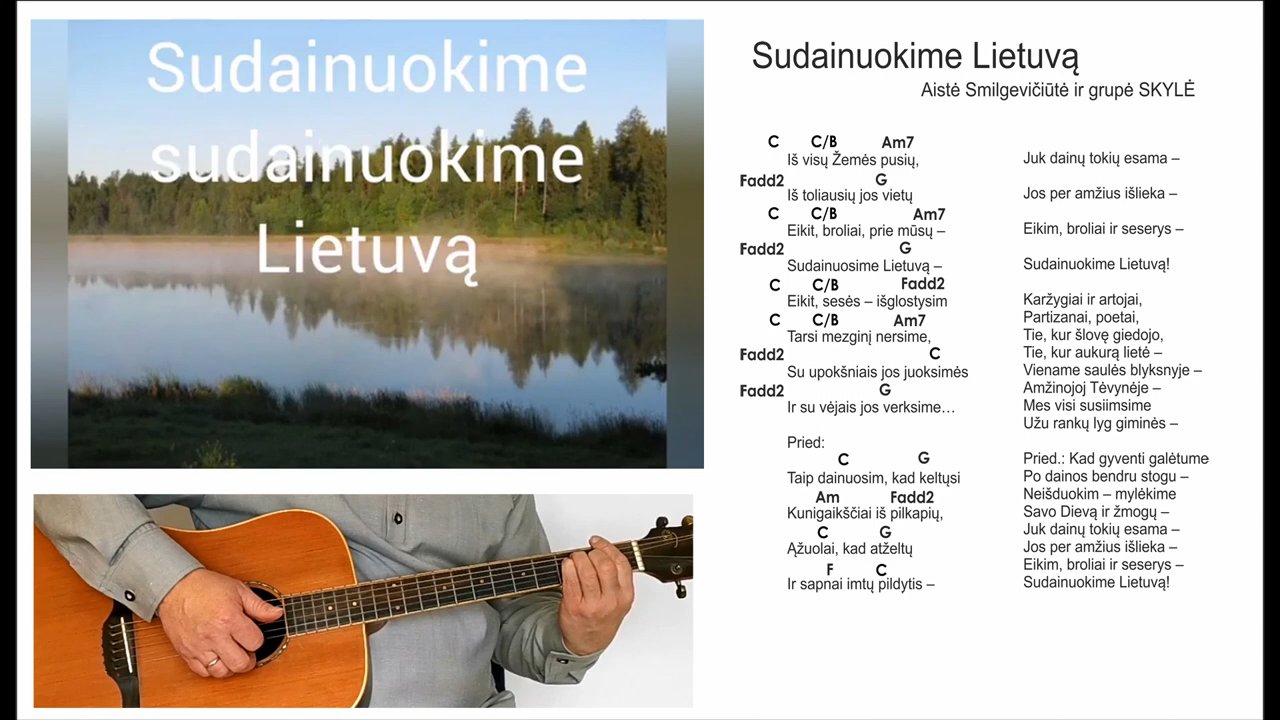 Sudainuokime
sudainuokime
Lietuvą
Sudainuokime Lietuvą
Aistė Smilgevičiūtė ir grupė SKYLĖ
C C/B Am7
Iš visų Žemės pusių,
Fadd2 G
Iš toliausių jos vietų
C C/B Am7
Eikit, broliai, prie mūsų –
Fadd2 G
Sudainuosime Lietuvą –
C C/B Fadd2
Eikit, sesės – išglostysim
C C/B Am7
Tarsi mezginį nersime,
Fadd2 C
Su upokšniais jos juoksimės
Fadd2 G
Ir su vėjais jos verksime…
Pried:
C G
Taip dainuosim, kad keltųsi
Am Fadd2
Kunigaikščiai iš pilkapių,
C G
Ąžuolai, kad atželtų
F C
Ir sapnai imtų pildytis –
Juk dainų tokių esama –
Jos per amžius išlieka –
Eikim, broliai ir seserys –
Sudainuokime Lietuvą!
Karžygiai ir artojai,
Partizanai, poetai,
Tie, kur šlovę giedojo,
Tie, kur aukurą lietė –
Viename saulės blyksnyje –
Amžinojoj Tėvynėje –
Mes visi susiimsime
Užu rankų lyg giminės –
Pried.: Kad gyventi galėtume
Po dainos bendru stogu –
Neišduokim – mylėkime
Savo Dievą ir žmogų –
Juk dainų tokių esama –
Jos per amžius išlieka –
Eikim, broliai ir seserys –
Sudainuokime Lietuvą!